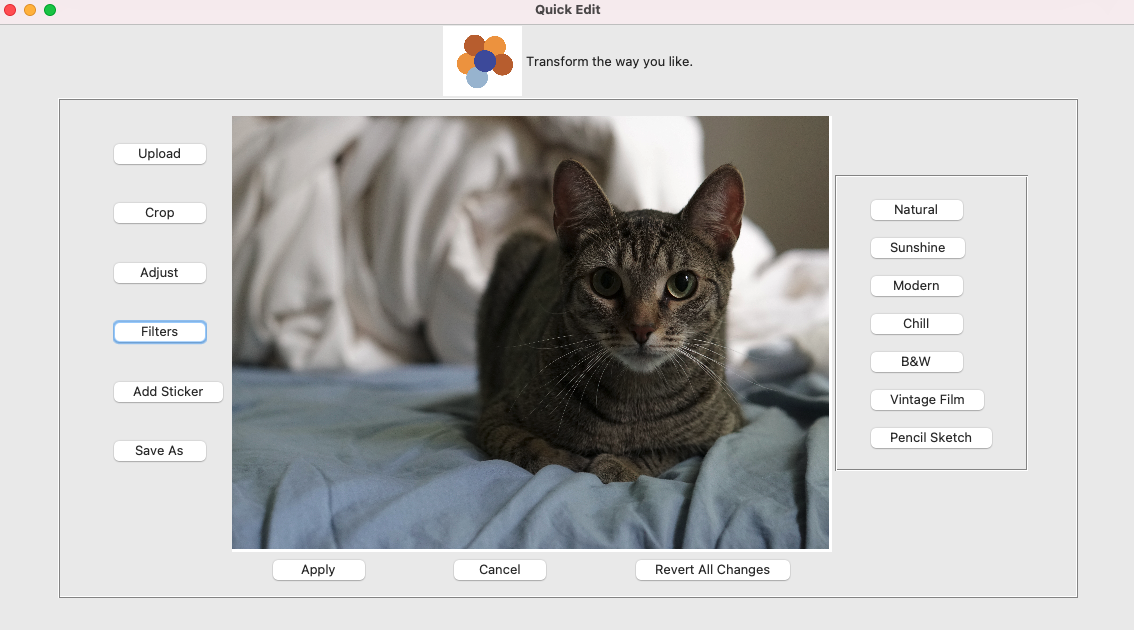 Quick Edit
Transform the way you like.
Upload
Crop
Adjust
Filters
Add Sticker
Save As
Natural
Sunshine
Modern
Chill
B&W
Vintage Film
Pencil Sketch
Apply
Cancel
Revert All Changes